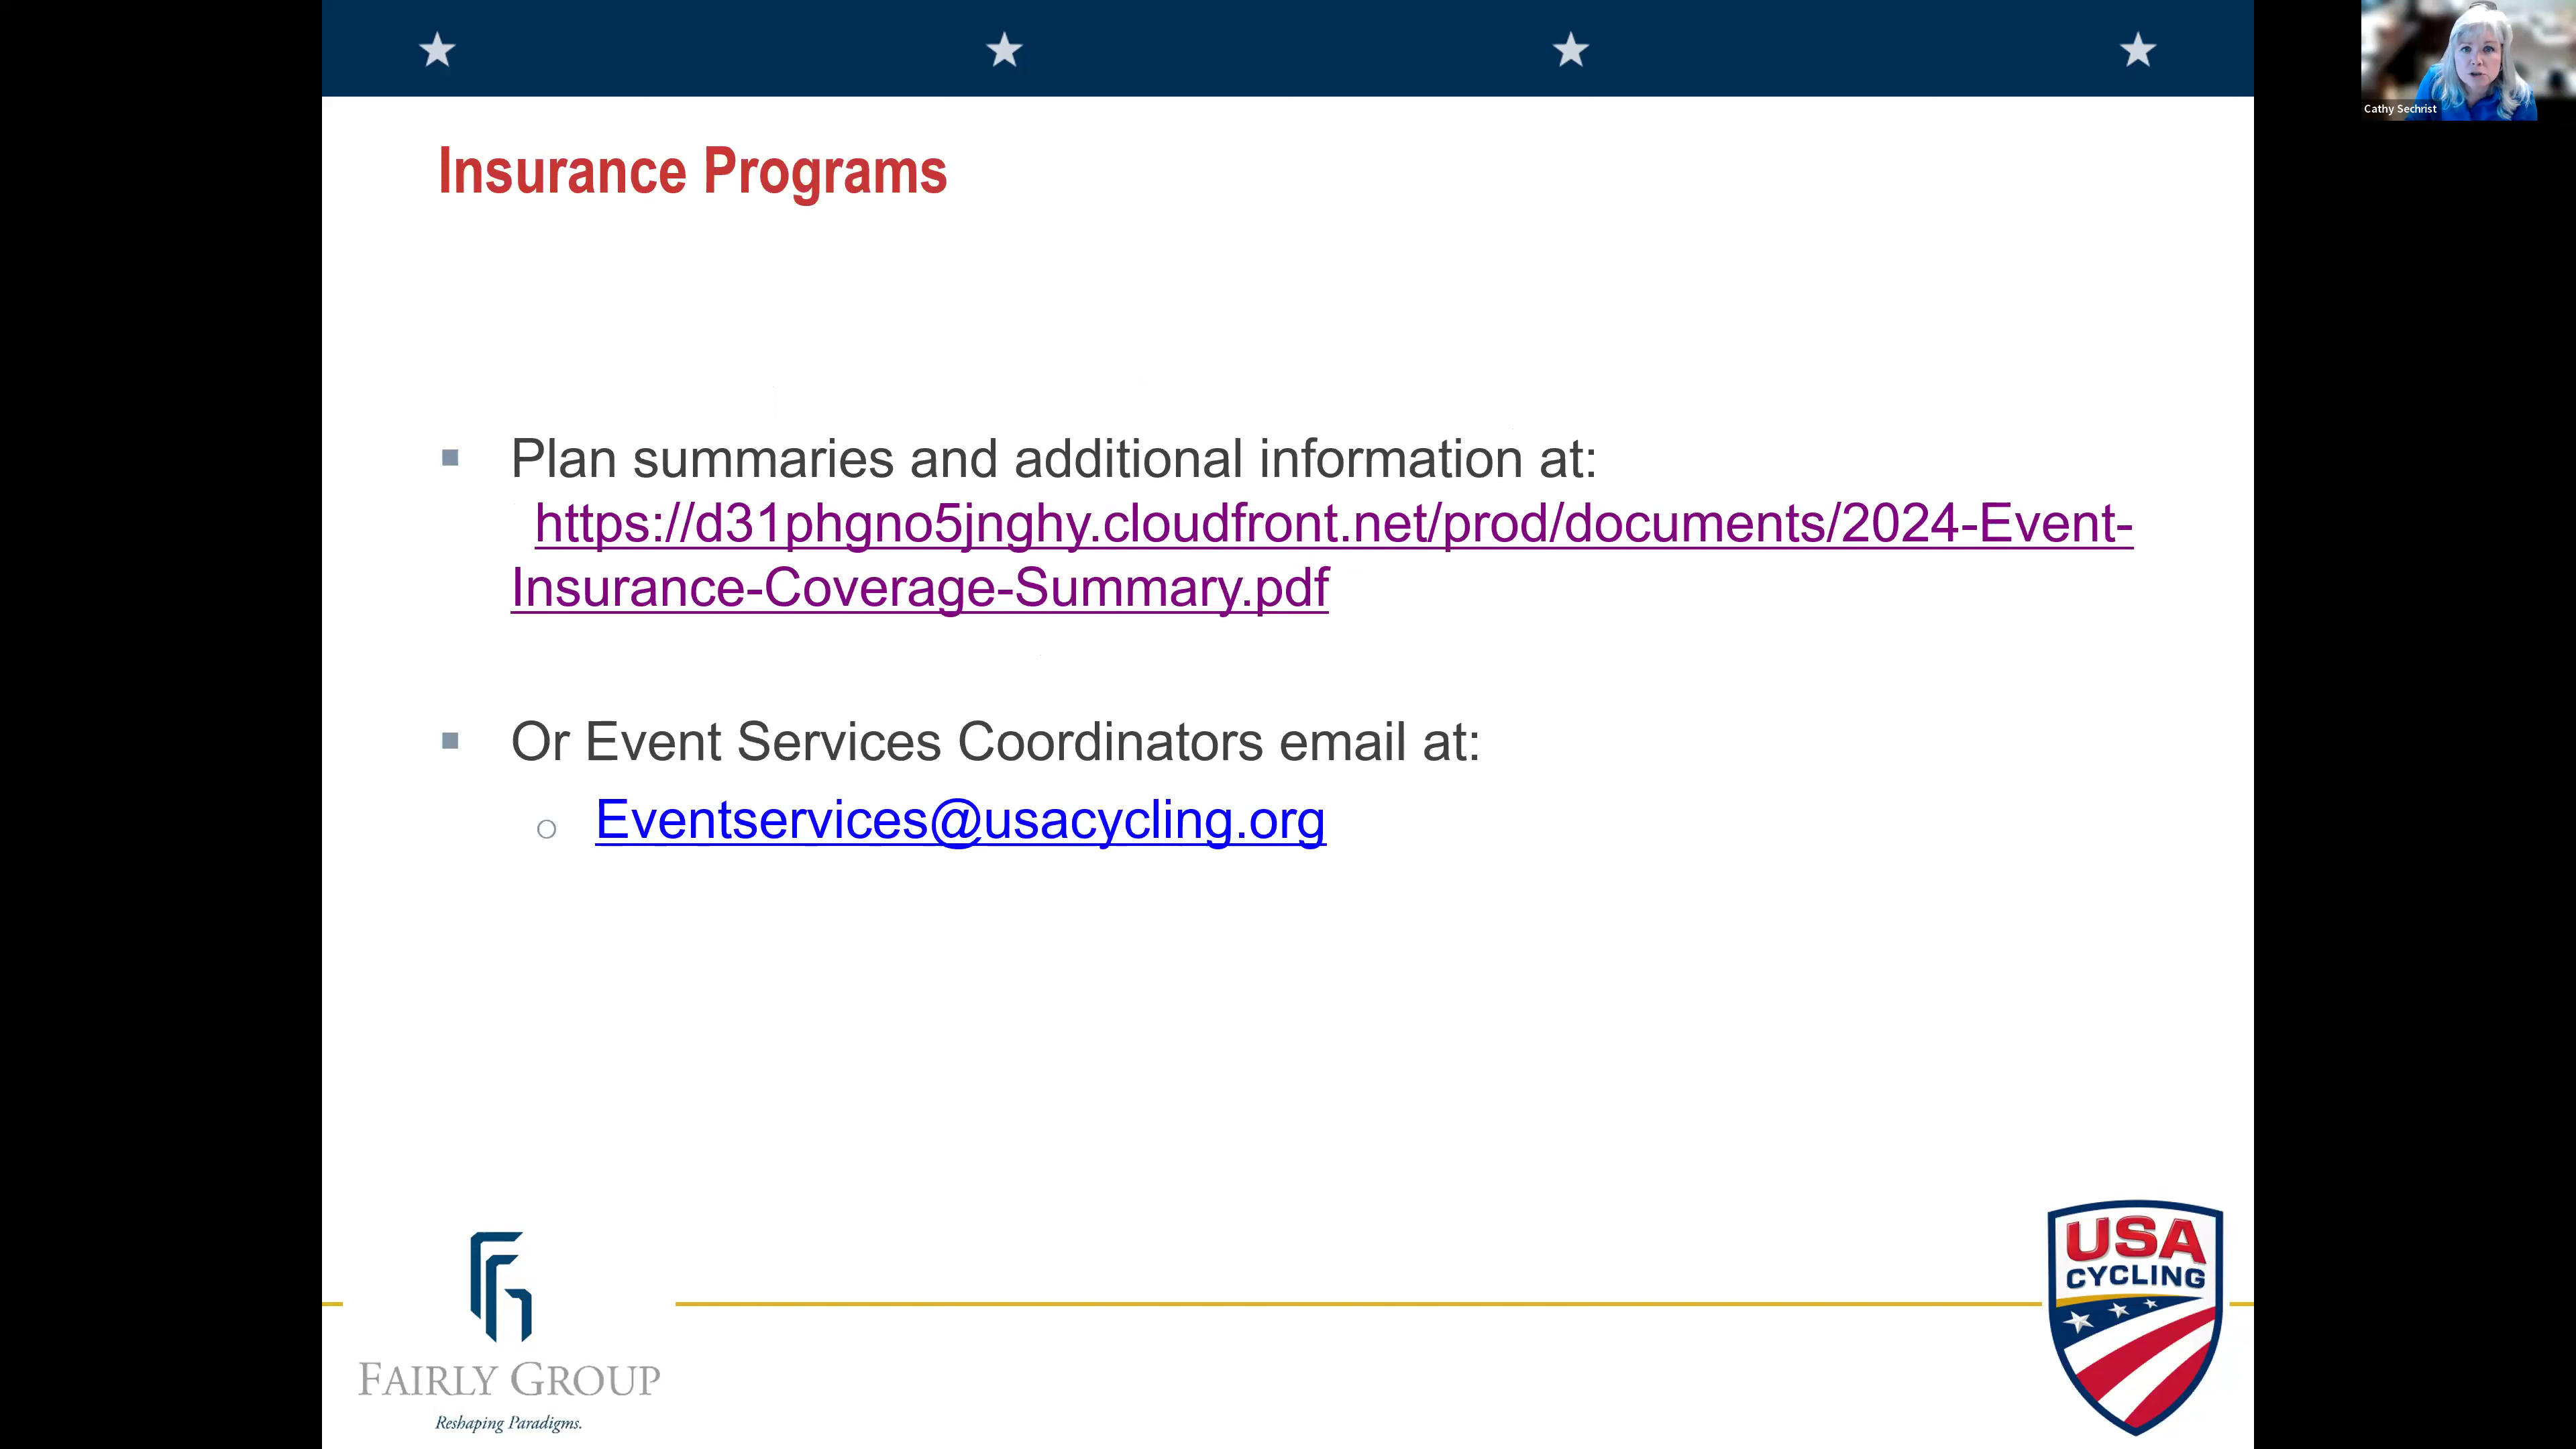 Cathy Sechrist
Insurance Programs
Plan summaries and additional information at:
https://d31phgno5jnghy.cloudfront.net/prod/documents/2024-Event-
Insurance-Coverage-Summary.pdf
Or Event Services Coordinators email at:
Eventservices@usacycling.org
FAIRLY GROUP
Reshaping Paradigms.
USA
CYCLING